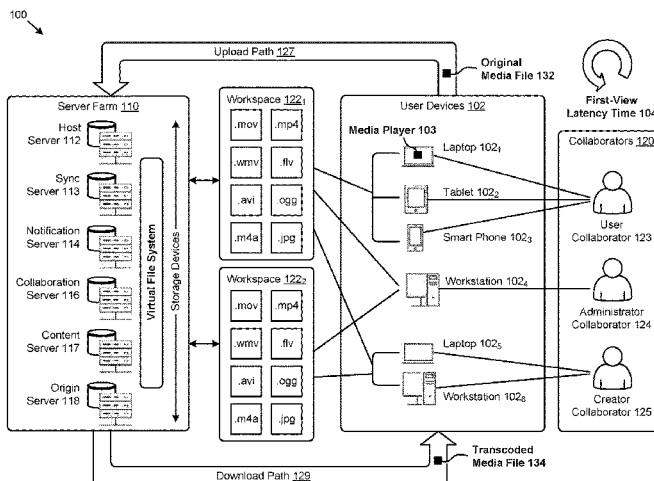 100
Upload Path 127
Original
Media File 132
First-View
Latency Time 104
Server Farm 110
Host
Server 112
Sync
Server 113
Notification
Server 114
Collaboration
Server 116
Content
Server 117
Origin
Server 118
Virtual File System
Storage Devices
Workspace 122₁
.mov .mp4
.wmv .flv
.avi .ogg
.m4a .jpg
Workspace 122₂
.mov .mp4
.wmv .flv
.avi .ogg
.m4a .jpg
User Devices 102
Media Player 103
Laptop 102₁
Tablet 102₂
Smart Phone 102₃
Workstation 102₄
Laptop 102₅
Workstation 102₆
Collaborators 120
User
Collaborator 123
Administrator
Collaborator 124
Creator
Collaborator 125
Transcoded
Media File 134
Download Path 129